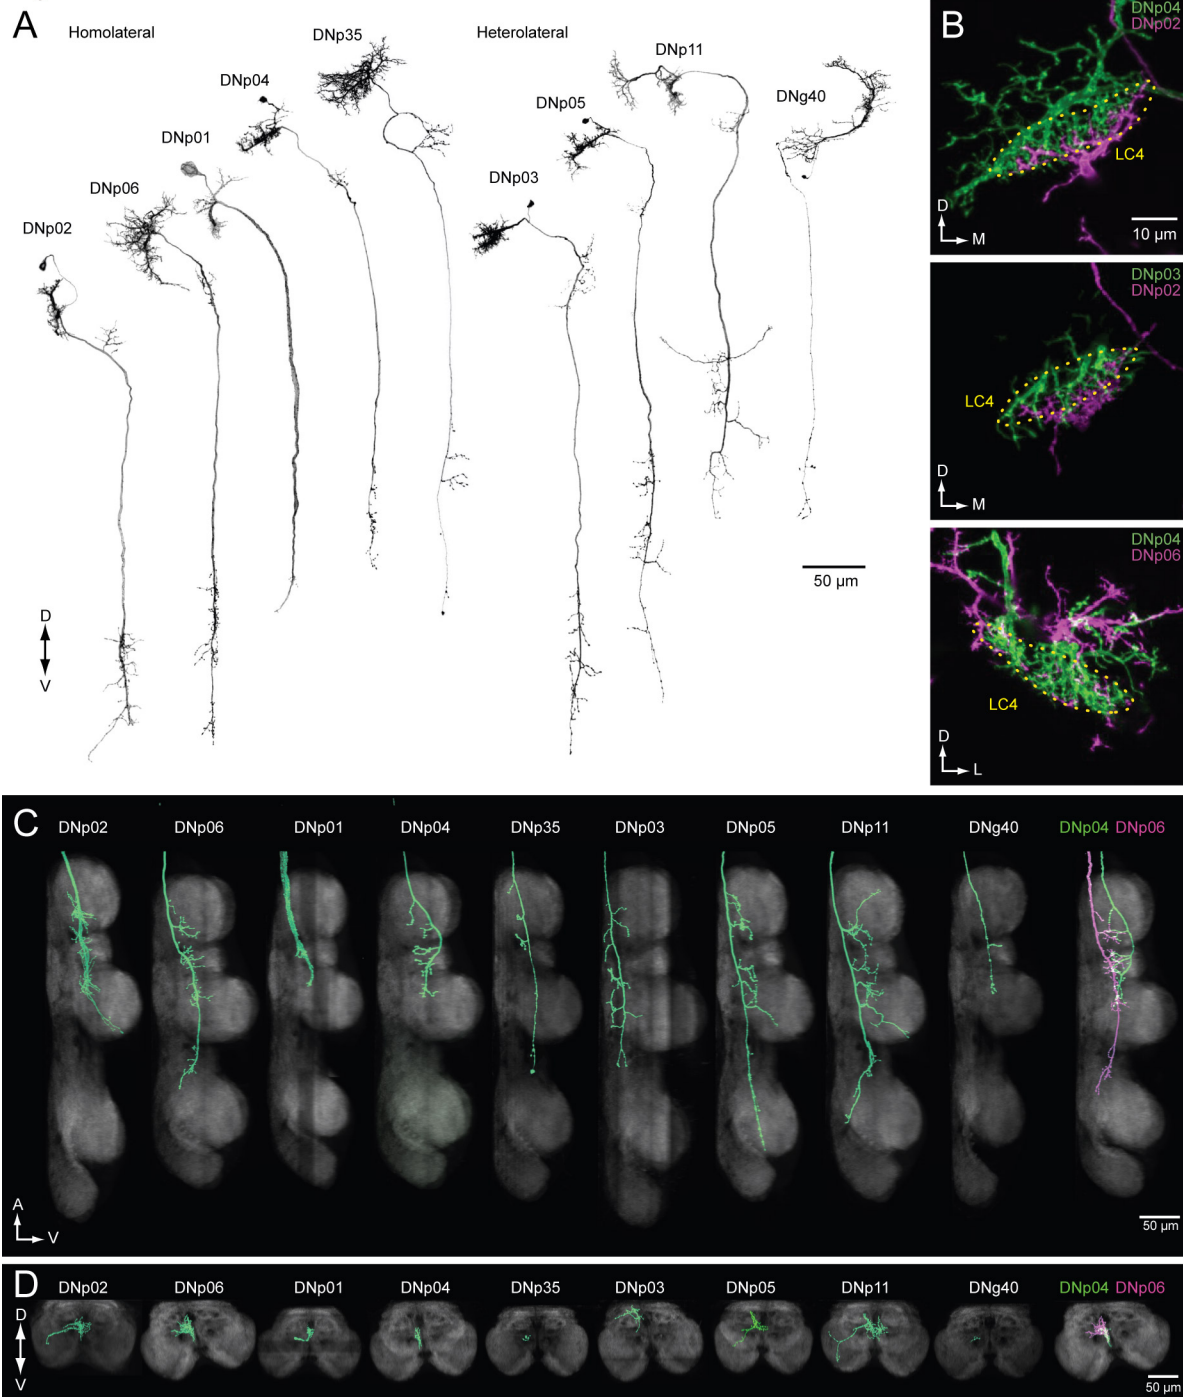 A
Homolateral
DNp35
Heterolateral
DNp11
DNp04
DNp05
DNg40
DNp01
DNp06
DNp03
DNp02
50 µm
D
V
B
DNp04
DNp02
LC4
D
M
10 µm
DNp03
DNp02
LC4
D
M
DNp04
DNp06
LC4
D
L
C
DNp02 DNp06 DNp01 DNp04 DNp35 DNp03 DNp05 DNp11 DNg40 DNp04 DNp06
A
V
50 µm
D
DNp02 DNp06 DNp01 DNp04 DNp35 DNp03 DNp05 DNp11 DNg40 DNp04 DNp06
D
V
50 µm